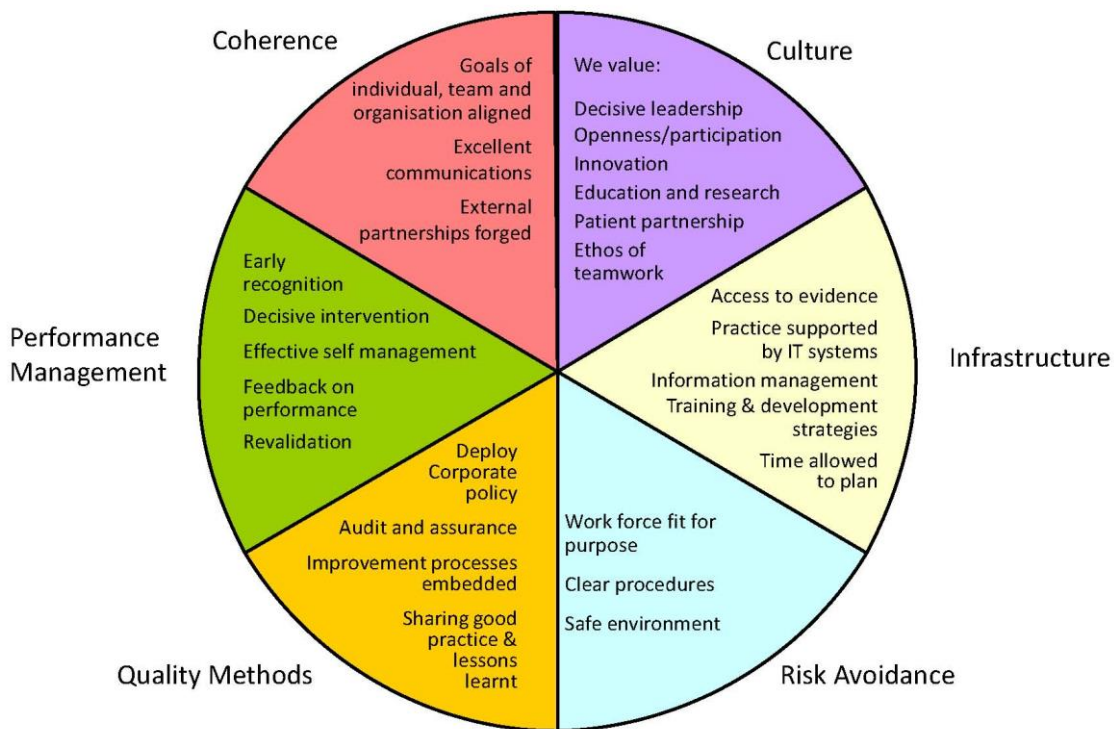 Coherence
Goals of
individual, team and
organisation aligned
Excellent
communications
External
partnerships forged
Culture
We value:
Decisive leadership
Openness/participation
Innovation
Education and research
Patient partnership
Ethos of
teamwork
Performance
Management
Early
recognition
Decisive intervention
Effective self management
Feedback on
performance
Revalidation
Infrastructure
Access to evidence
Practice supported
by IT systems
Information management
Training & development
strategies
Time allowed
to plan
Quality Methods
Deploy
Corporate
policy
Audit and assurance
Improvement processes
embedded
Sharing good
practice &
lessons
learnt
Risk Avoidance
Work force fit for
purpose
Clear procedures
Safe environment